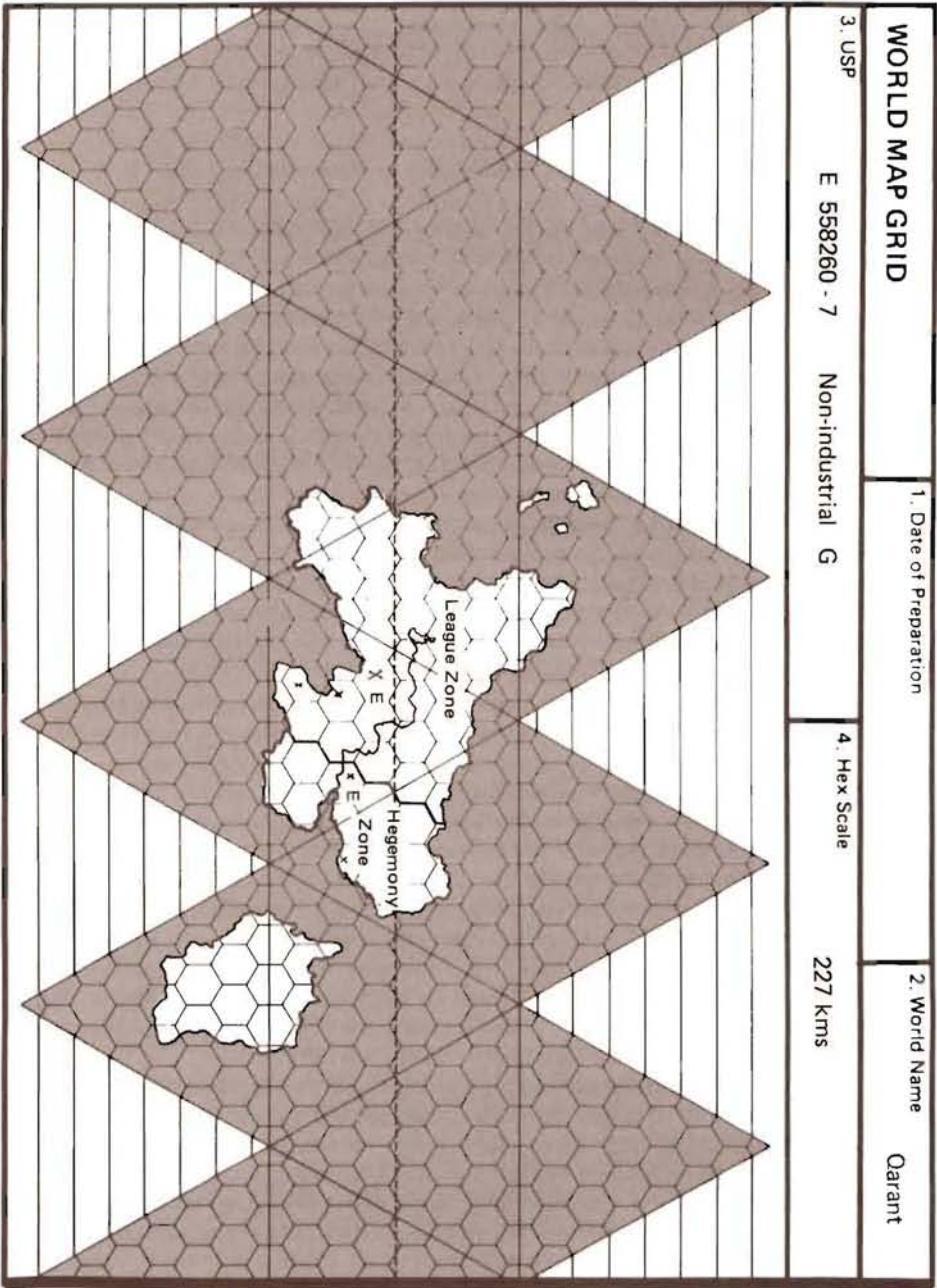 WORLD MAP GRID
1. Date of Preparation
2. World Name
Qarant
3. USP
E 558260 - 7 Non-industrial G
4. Hex Scale
227 kms
League Zone
X E
x
x
x E
Hegemony
Zone
x